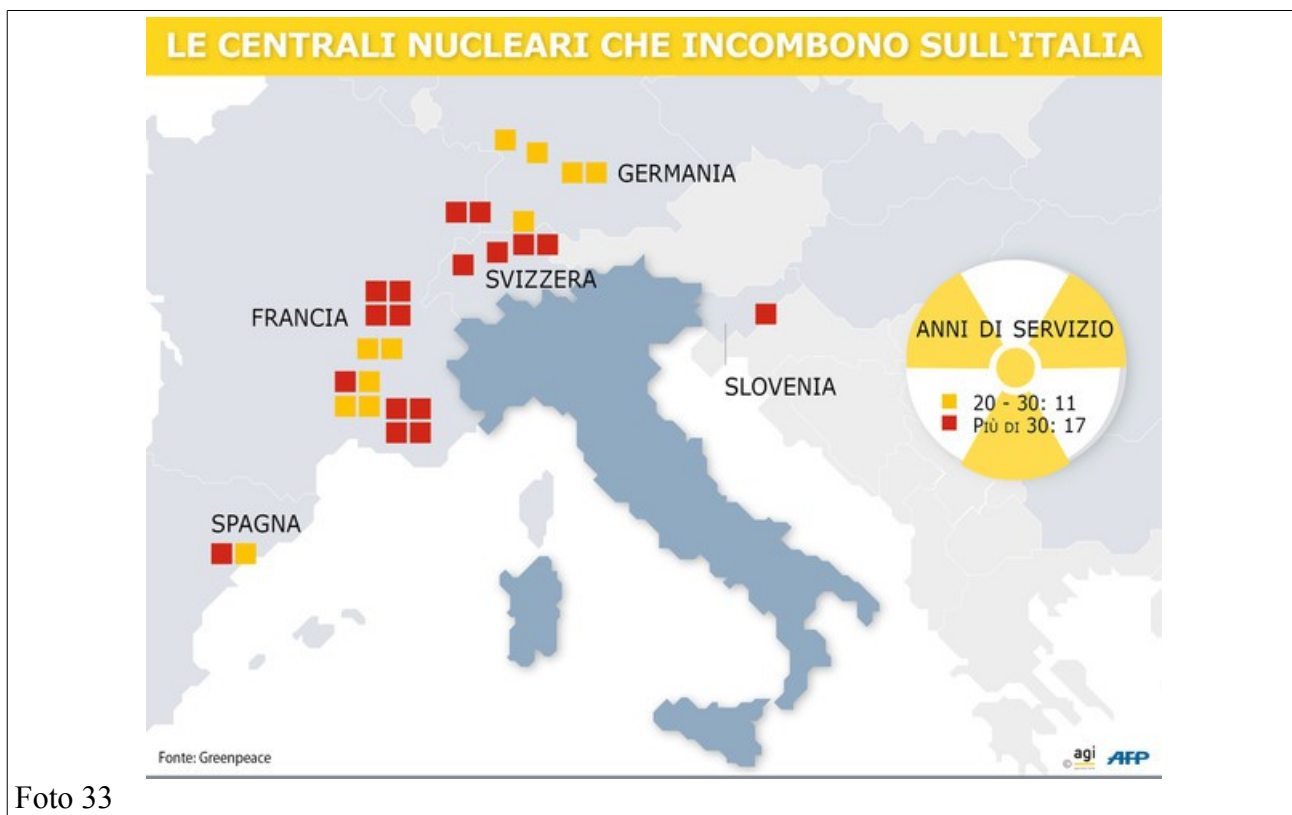 LE CENTRALI NUCLEARI CHE INCOMBONO SULL'ITALIA
GERMANIA
SVIZZERA
FRANCIA
ANNI DI SERVIZIO
SLOVENIA
20 - 30: 11
PIÙ DI 30: 17
SPAGNA
Fonte: Greenpeace
© agi AFP
Foto 33